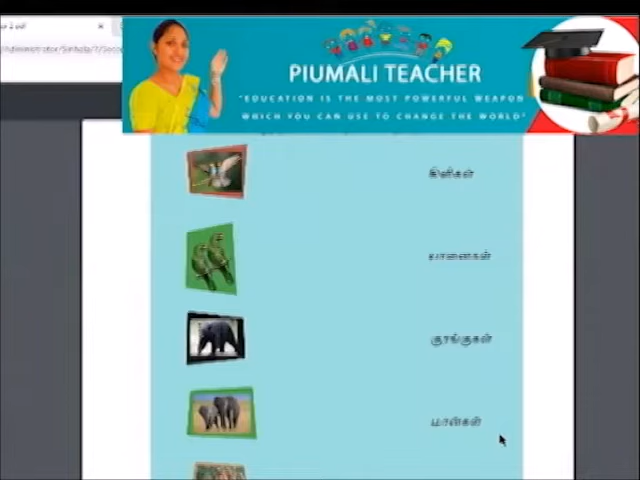 PIUMALI TEACHER
"EDUCATION IS THE MOST POWERFUL WEAPON
WHICH YOU CAN USE TO CHANGE THE WORLD"
கிளிகள்
யானைகள்
குரங்குகள்
மான்கள்